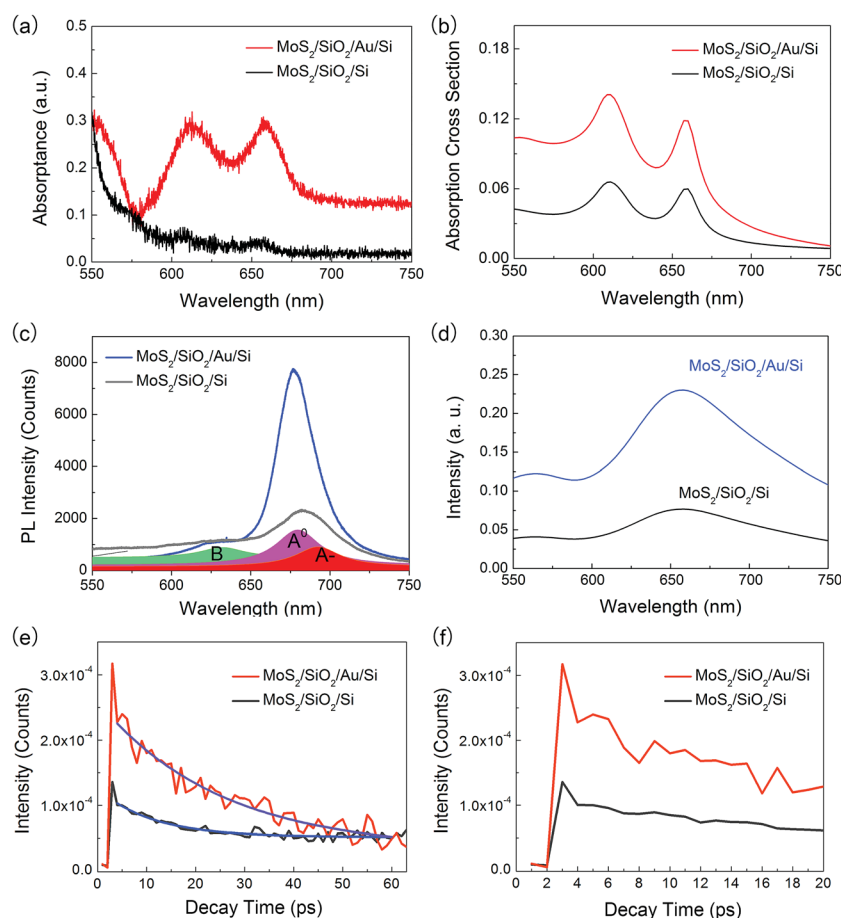 (a)
MoS2/SiO2/Au/Si
MoS2/SiO2/Si
0.5
0.4
0.3
0.2
0.1
0.0
550 600 650 700 750
Absorptance (a.u.)
Wavelength (nm)
(b)
MoS2/SiO2/Au/Si
MoS2/SiO2/Si
0.18
0.12
0.06
0.00
550 600 650 700 750
Absorption Cross Section
Wavelength (nm)
(c)
MoS2/SiO2/Au/Si
MoS2/SiO2/Si
8000
6000
4000
2000
0
B
A0
A-
550 600 650 700 750
PL Intensity (Counts)
Wavelength (nm)
(d)
0.30
0.25
0.20
0.15
0.10
0.05
0.00
MoS2/SiO2/Au/Si
MoS2/SiO2/Si
550 600 650 700 750
Intensity (a. u.)
Wavelength (nm)
(e)
MoS2/SiO2/Au/Si
MoS2/SiO2/Si
3.0x10-4
2.0x10-4
1.0x10-4
0.0
0 10 20 30 40 50 60
Intensity (Counts)
Decay Time (ps)
(f)
MoS2/SiO2/Au/Si
MoS2/SiO2/Si
3.0x10-4
2.0x10-4
1.0x10-4
0.0
0 2 4 6 8 10 12 14 16 18 20
Intensity (Counts)
Decay Time (ps)